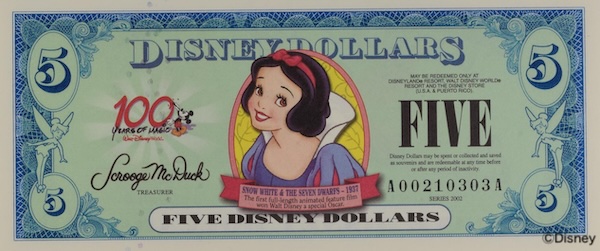 DISNEY DOLLARS
5
5
MAY BE REDEEMED ONLY AT
DISNEYLAND RESORT, WALT DISNEY WORLD
RESORT AND THE DISNEY STORE
(U.S.A. & PUERTO RICO).
100
YEARS OF MAGIC
Walt Disney World
FIVE
Scrooge McDuck
TREASURER
Disney Dollars may be spent or collected and saved
as souvenirs and are redeemable at any time before
or after any period of inactivity.
A00210303A
SERIES 2002
SNOW WHITE & THE SEVEN DWARFS – 1937
The first full-length animated feature film
won Walt Disney a special Oscar.
5
5
FIVE DISNEY DOLLARS
©Disney